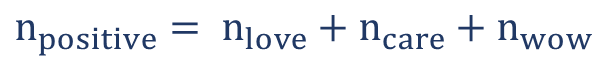 n_positive = n_love + n_care + n_wow